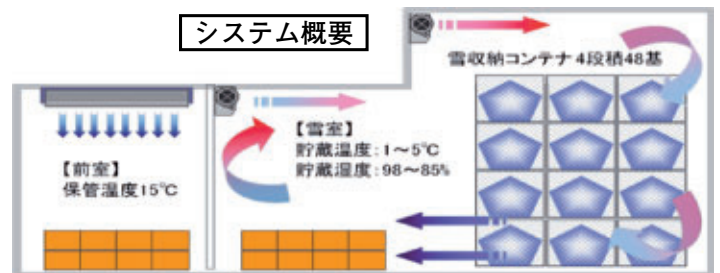 システム概要
雪収納コンテナ4段積48基
【雪室】
貯蔵温度:1〜5℃
貯蔵湿度:98〜85%
【前室】
保管温度15℃